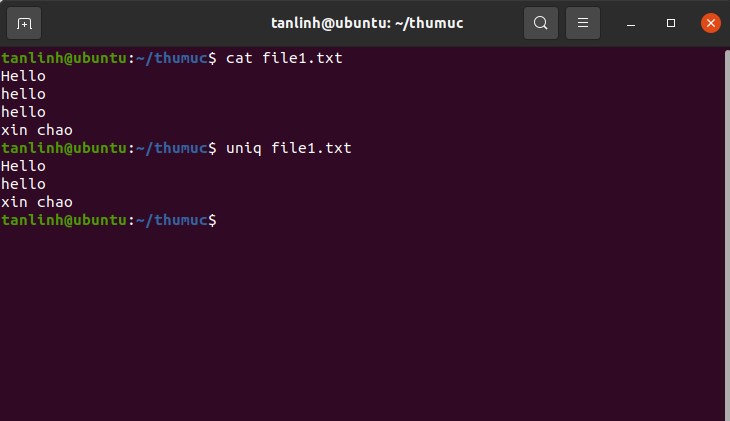 tanlinh@ubuntu: ~/thumuc
tanlinh@ubuntu:~/thumuc$ cat file1.txt
Hello
hello
hello
xin chao
tanlinh@ubuntu:~/thumuc$ uniq file1.txt
Hello
hello
xin chao
tanlinh@ubuntu:~/thumuc$